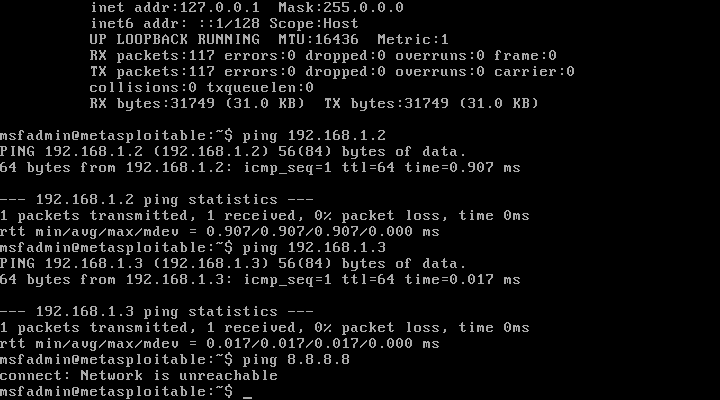 inet addr:127.0.0.1  Mask:255.0.0.0
inet6 addr: ::1/128 Scope:Host
UP LOOPBACK RUNNING  MTU:16436  Metric:1
RX packets:117 errors:0 dropped:0 overruns:0 frame:0
TX packets:117 errors:0 dropped:0 overruns:0 carrier:0
collisions:0 txqueuelen:0
RX bytes:31749 (31.0 KB)  TX bytes:31749 (31.0 KB)
msfadmin@metasploitable:~$ ping 192.168.1.2
PING 192.168.1.2 (192.168.1.2) 56(84) bytes of data.
64 bytes from 192.168.1.2: icmp_seq=1 ttl=64 time=0.907 ms
--- 192.168.1.2 ping statistics ---
1 packets transmitted, 1 received, 0% packet loss, time 0ms
rtt min/avg/max/mdev = 0.907/0.907/0.907/0.000 ms
msfadmin@metasploitable:~$ ping 192.168.1.3
PING 192.168.1.3 (192.168.1.3) 56(84) bytes of data.
64 bytes from 192.168.1.3: icmp_seq=1 ttl=64 time=0.017 ms
--- 192.168.1.3 ping statistics ---
1 packets transmitted, 1 received, 0% packet loss, time 0ms
rtt min/avg/max/mdev = 0.017/0.017/0.017/0.000 ms
msfadmin@metasploitable:~$ ping 8.8.8.8
connect: Network is unreachable
msfadmin@metasploitable:~$ _